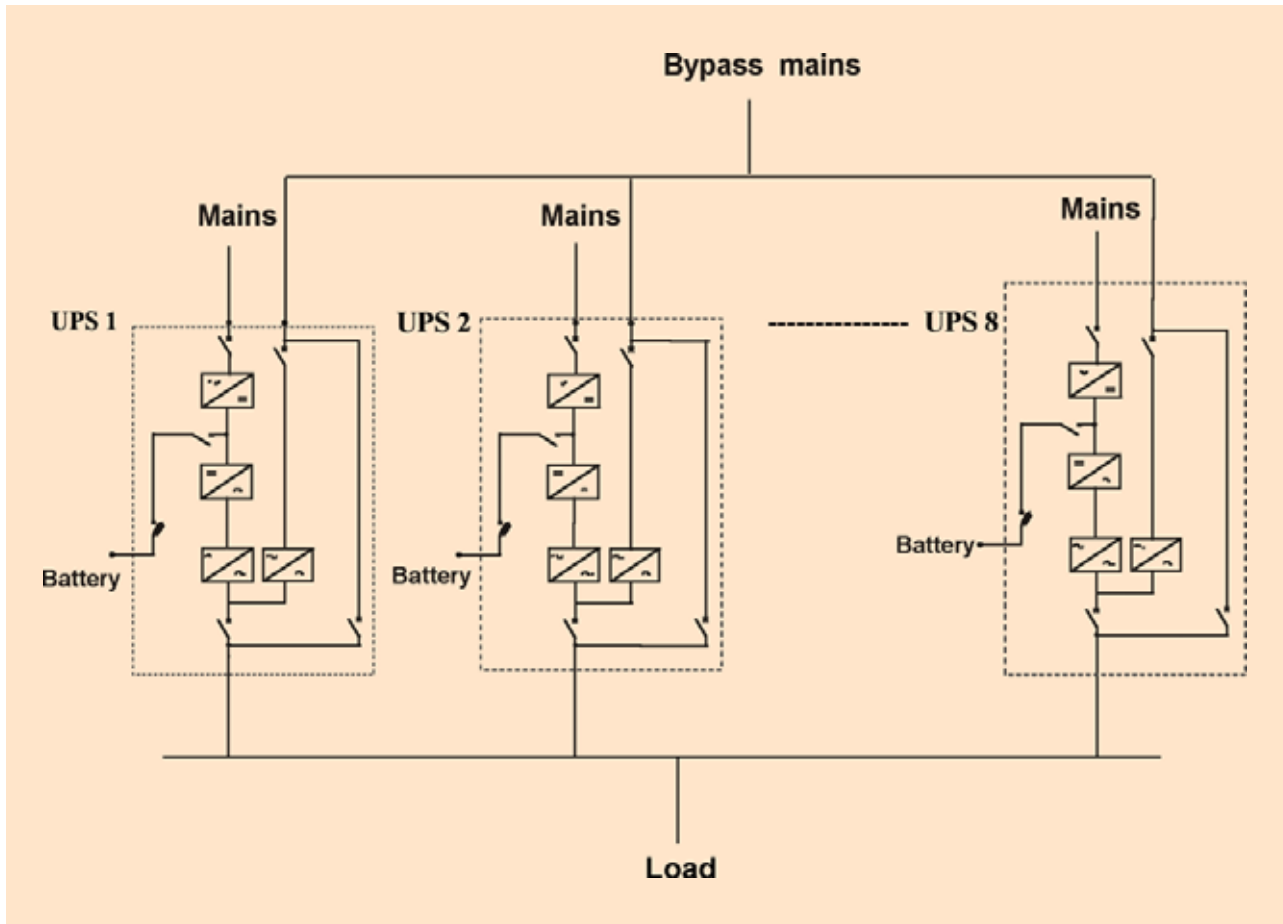 Bypass mains
Mains
Mains
Mains
UPS 1
UPS 2
UPS 8
Battery
Battery
Battery
Load